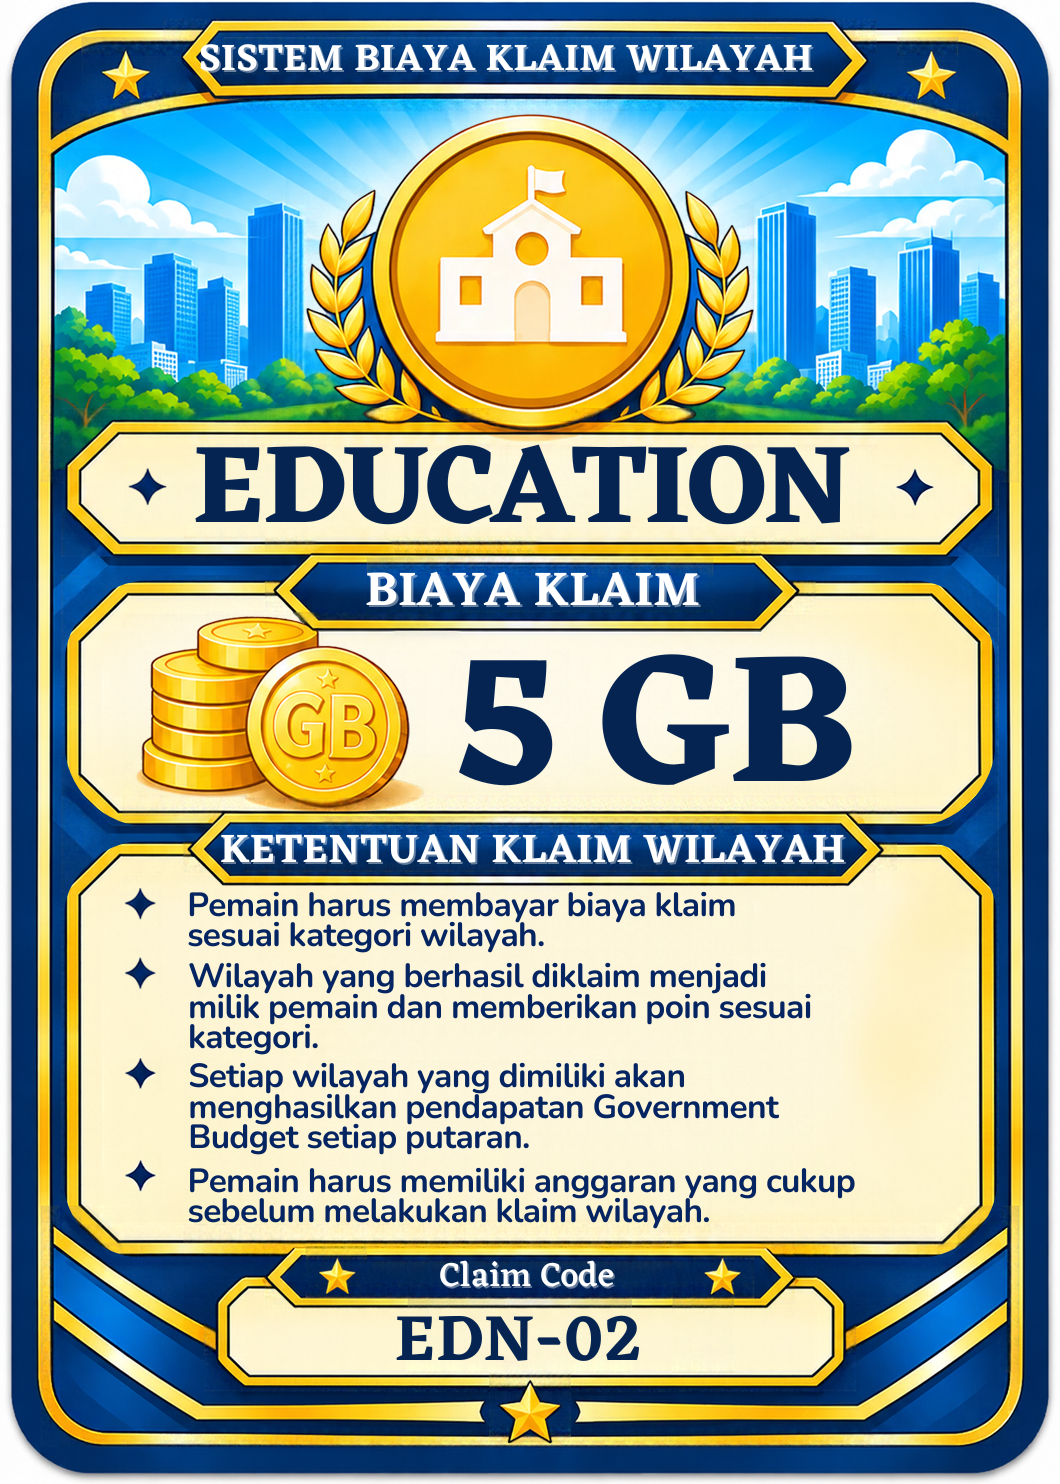 SISTEM BIAYA KLAIM WILAYAH
EDUCATION
BIAYA KLAIM
GB
5 GB
KETENTUAN KLAIM WILAYAH
Pemain harus membayar biaya klaim
sesuai kategori wilayah.
Wilayah yang berhasil diklaim menjadi
milik pemain dan memberikan poin sesuai
kategori.
Setiap wilayah yang dimiliki akan
menghasilkan pendapatan Government
Budget setiap putaran.
Pemain harus memiliki anggaran yang cukup
sebelum melakukan klaim wilayah.
Claim Code
EDN-02